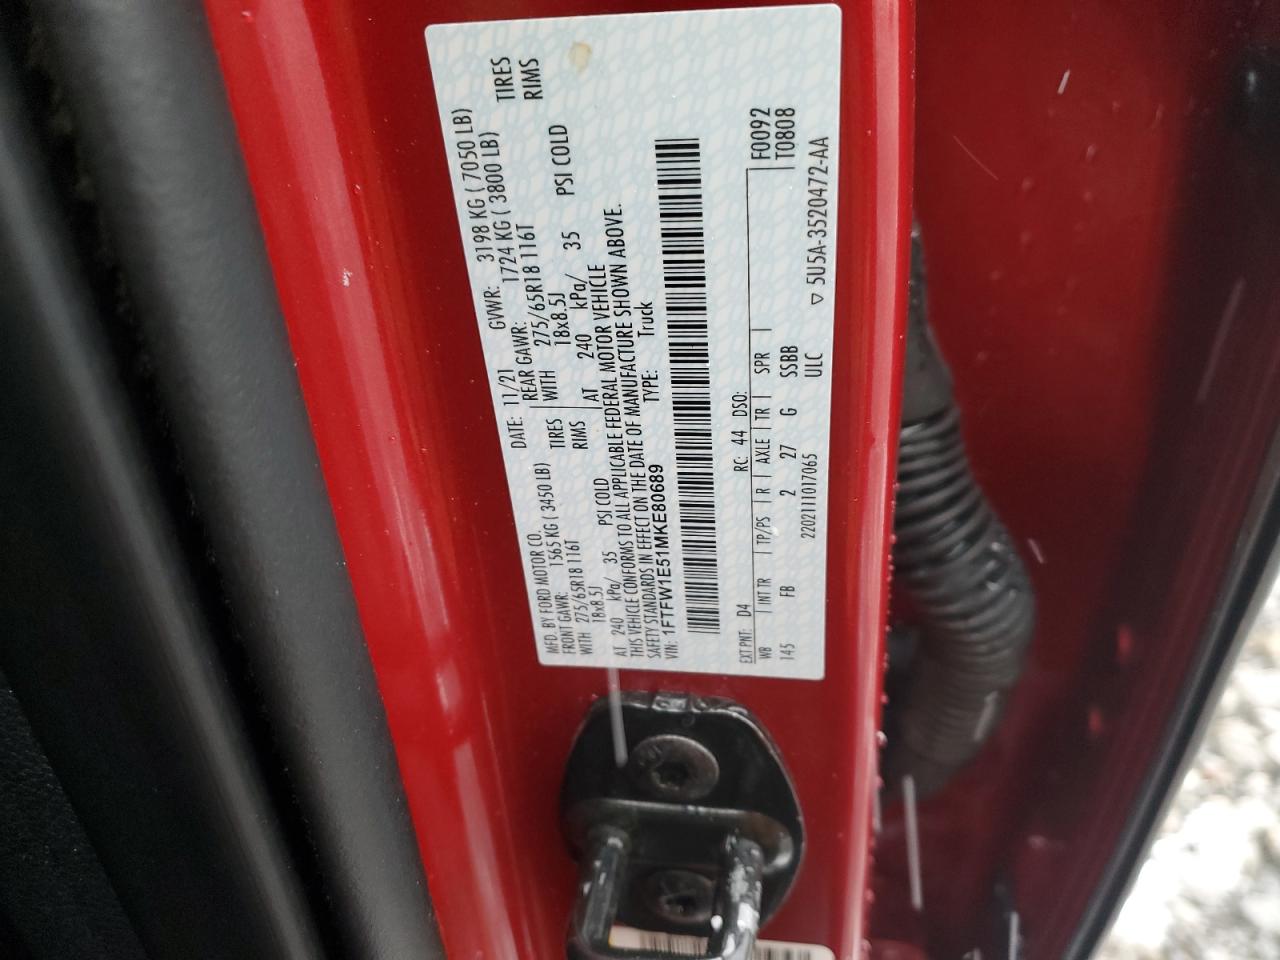 MFD. BY FORD MOTOR CO. DATE: 11/21 GVWR: 3198 KG ( 7050 LB)
FRONT GAWR: 1565 KG ( 3450 LB) REAR GAWR: 1724 KG ( 3800 LB)
WITH 275/65R18 116T TIRES WITH 275/65R18 116T TIRES
18x8.5J RIMS 18x8.5J RIMS
AT 240 kPa/ 35 PSI COLD AT 240 kPa/ 35 PSI COLD
THIS VEHICLE CONFORMS TO ALL APPLICABLE FEDERAL MOTOR VEHICLE
SAFETY STANDARDS IN EFFECT ON THE DATE OF MANUFACTURE SHOWN ABOVE.
VIN: 1FTFW1E51MKE80689 TYPE: Truck
EXT PNT: D4 RC: 44 DSO: F0092
WB INT TR TP/PS R AXLE TR SPR T0808
145 FB 2 27 G SSBB
2202111017065 ULC ▽ 5U5A-3520472-AA